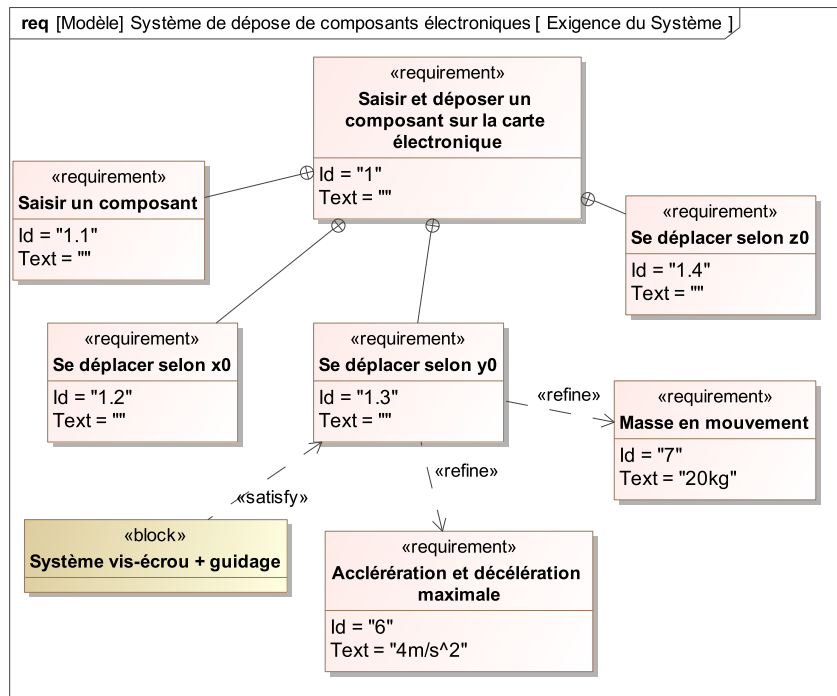 req [Modèle] Système de dépose de composants électroniques [ Exigence du Système ]
«requirement»
Saisir et déposer un
composant sur la carte
électronique
Id = "1"
Text = ""
«requirement»
Saisir un composant
Id = "1.1"
Text = ""
«requirement»
Se déplacer selon z0
Id = "1.4"
Text = ""
«requirement»
Se déplacer selon x0
Id = "1.2"
Text = ""
«requirement»
Se déplacer selon y0
Id = "1.3"
Text = ""
«refine»
«requirement»
Masse en mouvement
Id = "7"
Text = "20kg"
«refine»
«satisfy»
«block»
Système vis-écrou + guidage
«requirement»
Acclérération et décélération
maximale
Id = "6"
Text = "4m/s^2"